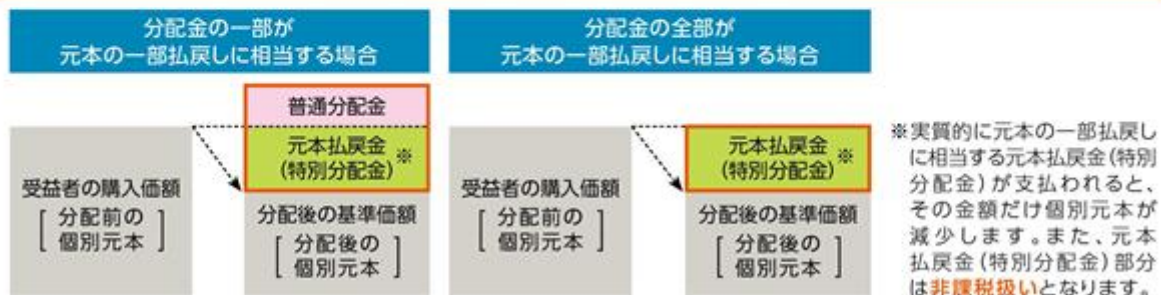 分配金の一部が
元本の一部払戻しに相当する場合
分配金の全部が
元本の一部払戻しに相当する場合
普通分配金
元本払戻金
(特別分配金)※
受益者の購入価額
[分配前の
個別元本]
分配後の基準価額
[分配後の
個別元本]
元本払戻金
(特別分配金)※
受益者の購入価額
[分配前の
個別元本]
分配後の基準価額
[分配後の
個別元本]
※実質的に元本の一部払戻し
に相当する元本払戻金(特別
分配金)が支払われると、
その金額だけ個別元本が
減少します。また、元本
払戻金(特別分配金)部分
は非課税扱いとなります。